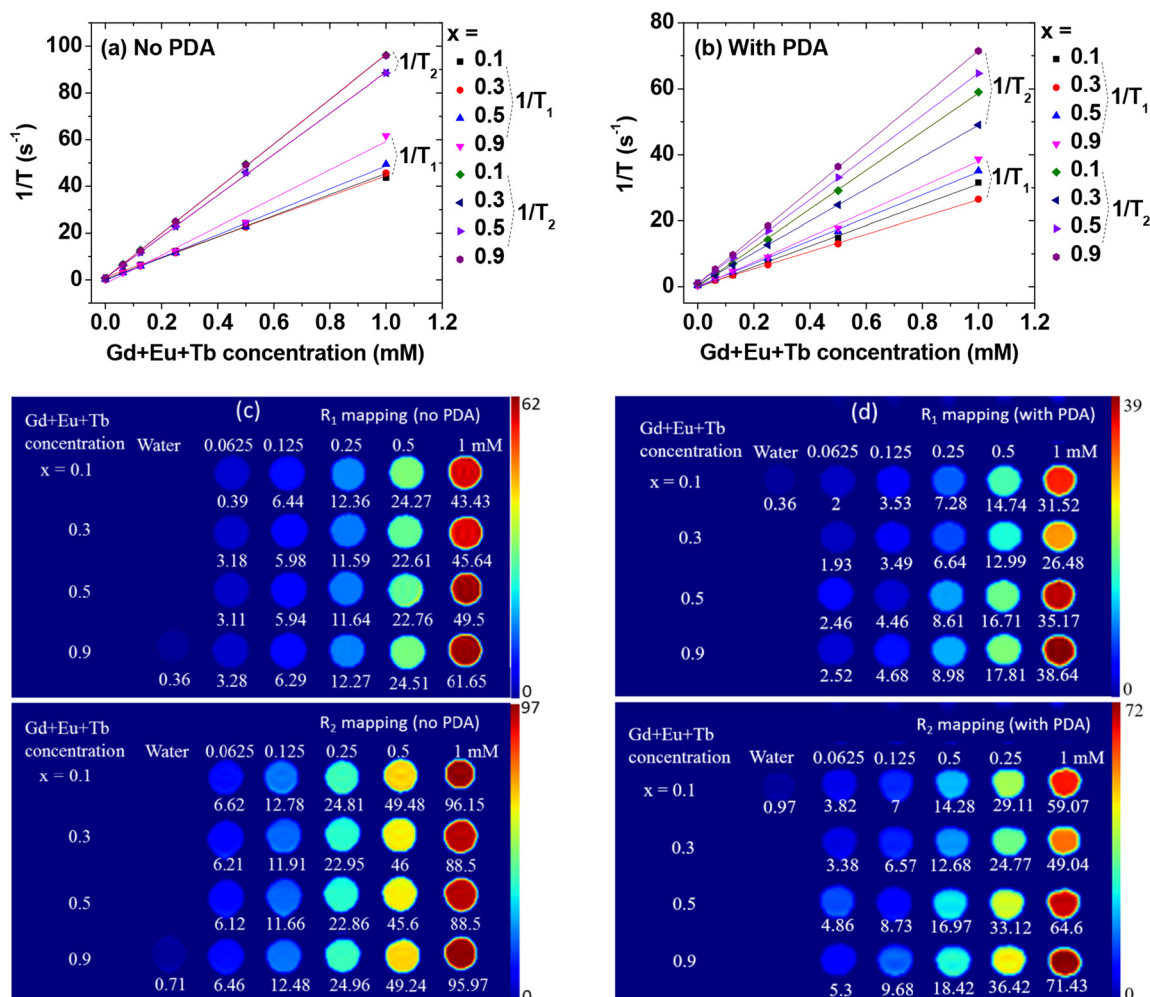 (a) No PDA
x =
0.1
0.3
0.5
0.9
0.1
0.3
0.5
0.9
1/T1
1/T2
1/T2
1/T1
1/T (s-1)
100
80
60
40
20
0
0.0 0.2 0.4 0.6 0.8 1.0 1.2
Gd+Eu+Tb concentration (mM)
(b) With PDA
x =
0.1
0.3
0.5
0.9
0.1
0.3
0.5
0.9
1/T1
1/T2
1/T2
1/T1
1/T (s-1)
80
60
40
20
0
0.0 0.2 0.4 0.6 0.8 1.0 1.2
Gd+Eu+Tb concentration (mM)
(c)
R1 mapping (no PDA)
62
Gd+Eu+Tb
concentration Water 0.0625 0.125 0.25 0.5 1 mM
x = 0.1
0.39 6.44 12.36 24.27 43.43
0.3
3.18 5.98 11.59 22.61 45.64
0.5
3.11 5.94 11.64 22.76 49.5
0.9
0.36 3.28 6.29 12.27 24.51 61.65
0
(d)
R1 mapping (with PDA)
39
Gd+Eu+Tb
concentration Water 0.0625 0.125 0.25 0.5 1 mM
x = 0.1
0.36 2 3.53 7.28 14.74 31.52
0.3
1.93 3.49 6.64 12.99 26.48
0.5
2.46 4.46 8.61 16.71 35.17
0.9
2.52 4.68 8.98 17.81 38.64
0
R2 mapping (no PDA)
97
Gd+Eu+Tb
concentration Water 0.0625 0.125 0.25 0.5 1 mM
x = 0.1
6.62 12.78 24.81 49.48 96.15
0.3
6.21 11.91 22.95 46 88.5
0.5
6.12 11.66 22.86 45.6 88.5
0.9
0.71 6.46 12.48 24.96 49.24 95.97
0
R2 mapping (with PDA)
72
Gd+Eu+Tb
concentration Water 0.0625 0.125 0.5 0.25 1 mM
x = 0.1
0.97 3.82 7 14.28 29.11 59.07
0.3
3.38 6.57 12.68 24.77 49.04
0.5
4.86 8.73 16.97 33.12 64.6
0.9
5.3 9.68 18.42 36.42 71.43
0